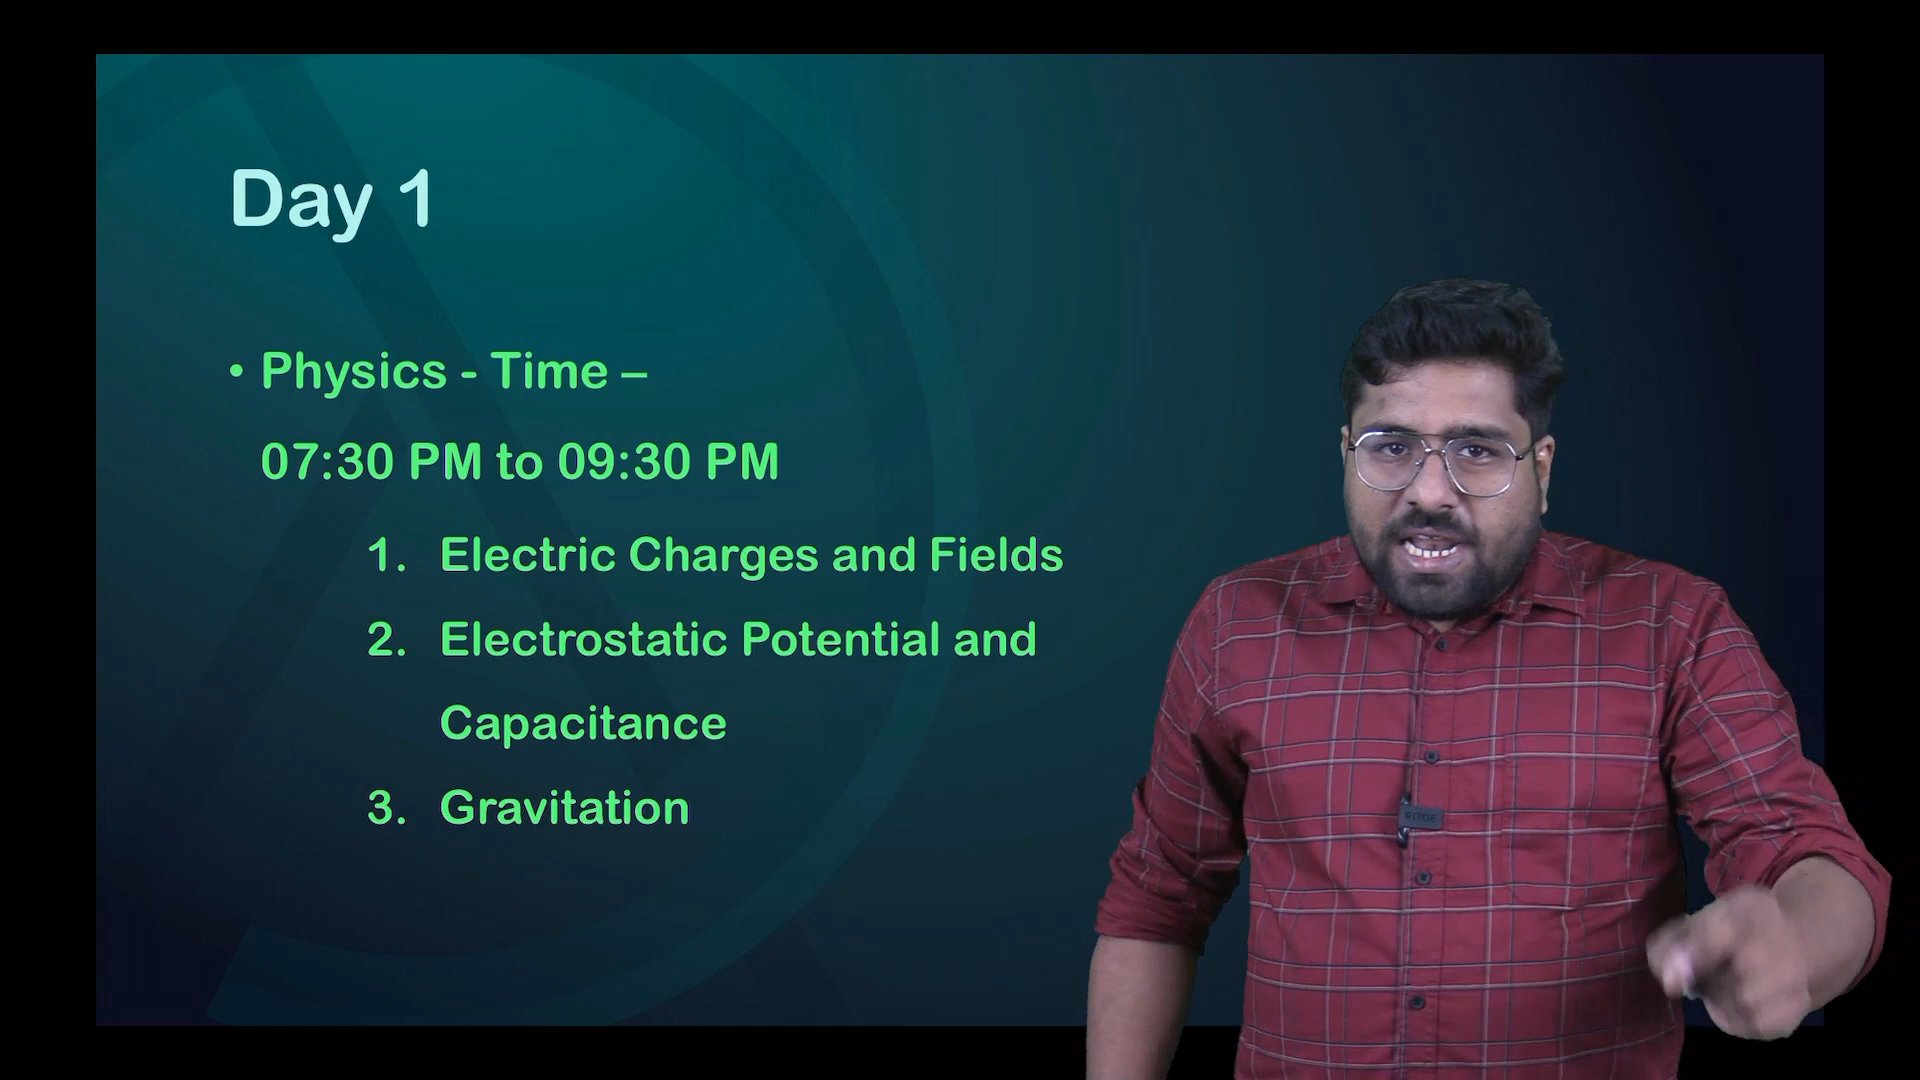 Day 1
• Physics - Time –
07:30 PM to 09:30 PM
1. Electric Charges and Fields
2. Electrostatic Potential and
Capacitance
3. Gravitation
RODE